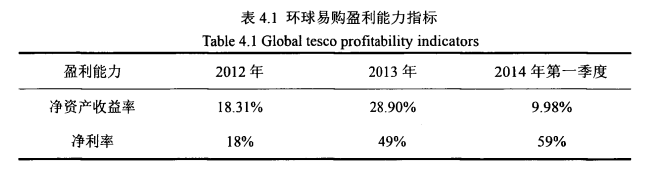 表 4.1 环球易购盈利能力指标
Table 4.1 Global tesco profitability indicators
盈利能力 2012 年 2013 年 2014 年第一季度
净资产收益率 18.31% 28.90% 9.98%
净利率 18% 49% 59%